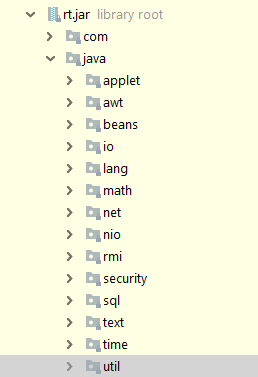 rt.jar library root
com
java
applet
awt
beans
io
lang
math
net
nio
rmi
security
sql
text
time
util